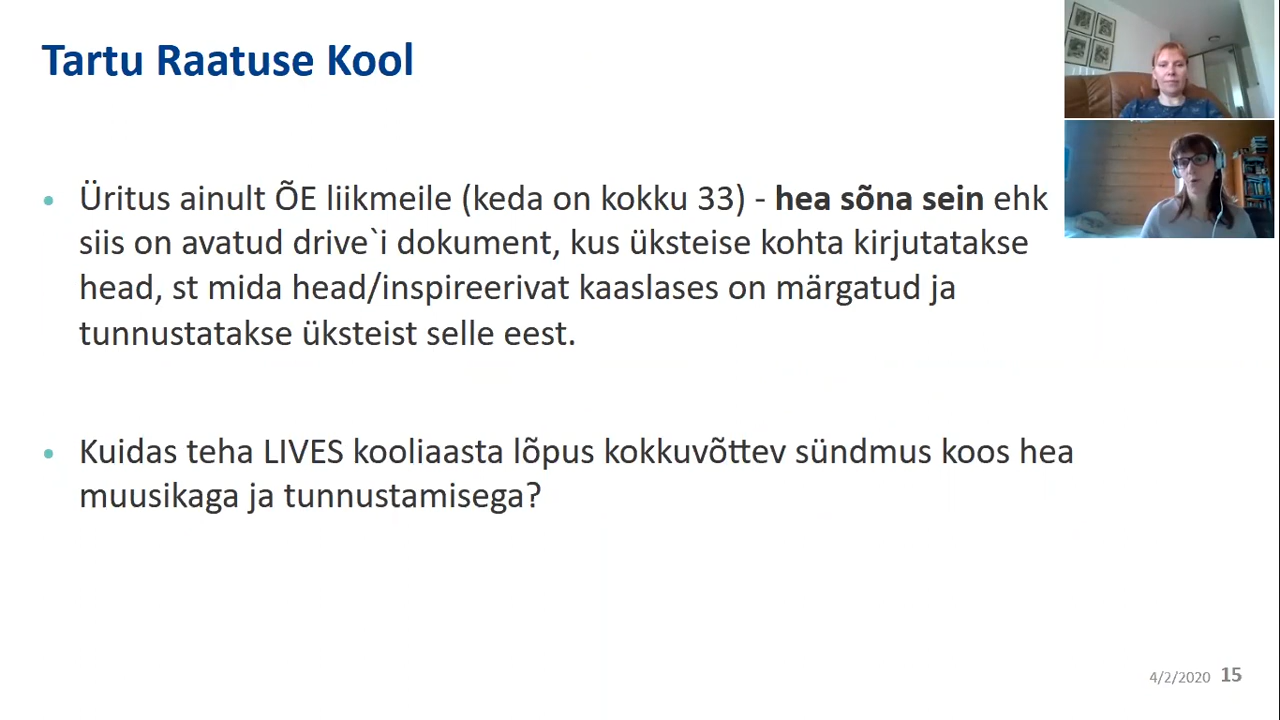 Tartu Raatuse Kool
• Üritus ainult ÕE liikmeile (keda on kokku 33) - hea sõna sein ehk
siis on avatud drive`i dokument, kus üksteise kohta kirjutatakse
head, st mida head/inspireerivat kaaslases on märgatud ja
tunnustatakse üksteist selle eest.
• Kuidas teha LIVES kooliaasta lõpus kokkuvõttev sündmus koos hea
muusikaga ja tunnustamisega?
4/2/2020 15